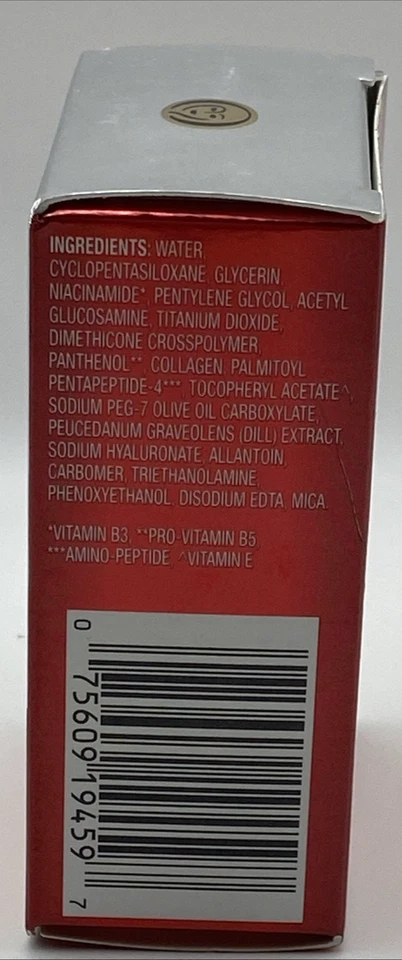 INGREDIENTS: WATER,
CYCLOPENTASILOXANE, GLYCERIN,
NIACINAMIDE*, PENTYLENE GLYCOL, ACETYL
GLUCOSAMINE, TITANIUM DIOXIDE,
DIMETHICONE CROSSPOLYMER,
PANTHENOL**, COLLAGEN, PALMITOYL
PENTAPEPTIDE-4***, TOCOPHERYL ACETATE^,
SODIUM PEG-7 OLIVE OIL CARBOXYLATE,
PEUCEDANUM GRAVEOLENS (DILL) EXTRACT,
SODIUM HYALURONATE, ALLANTOIN,
CARBOMER, TRIETHANOLAMINE,
PHENOXYETHANOL, DISODIUM EDTA, MICA.
*VITAMIN B3, **PRO-VITAMIN B5,
***AMINO-PEPTIDE, ^VITAMIN E
0 75609 19459 7